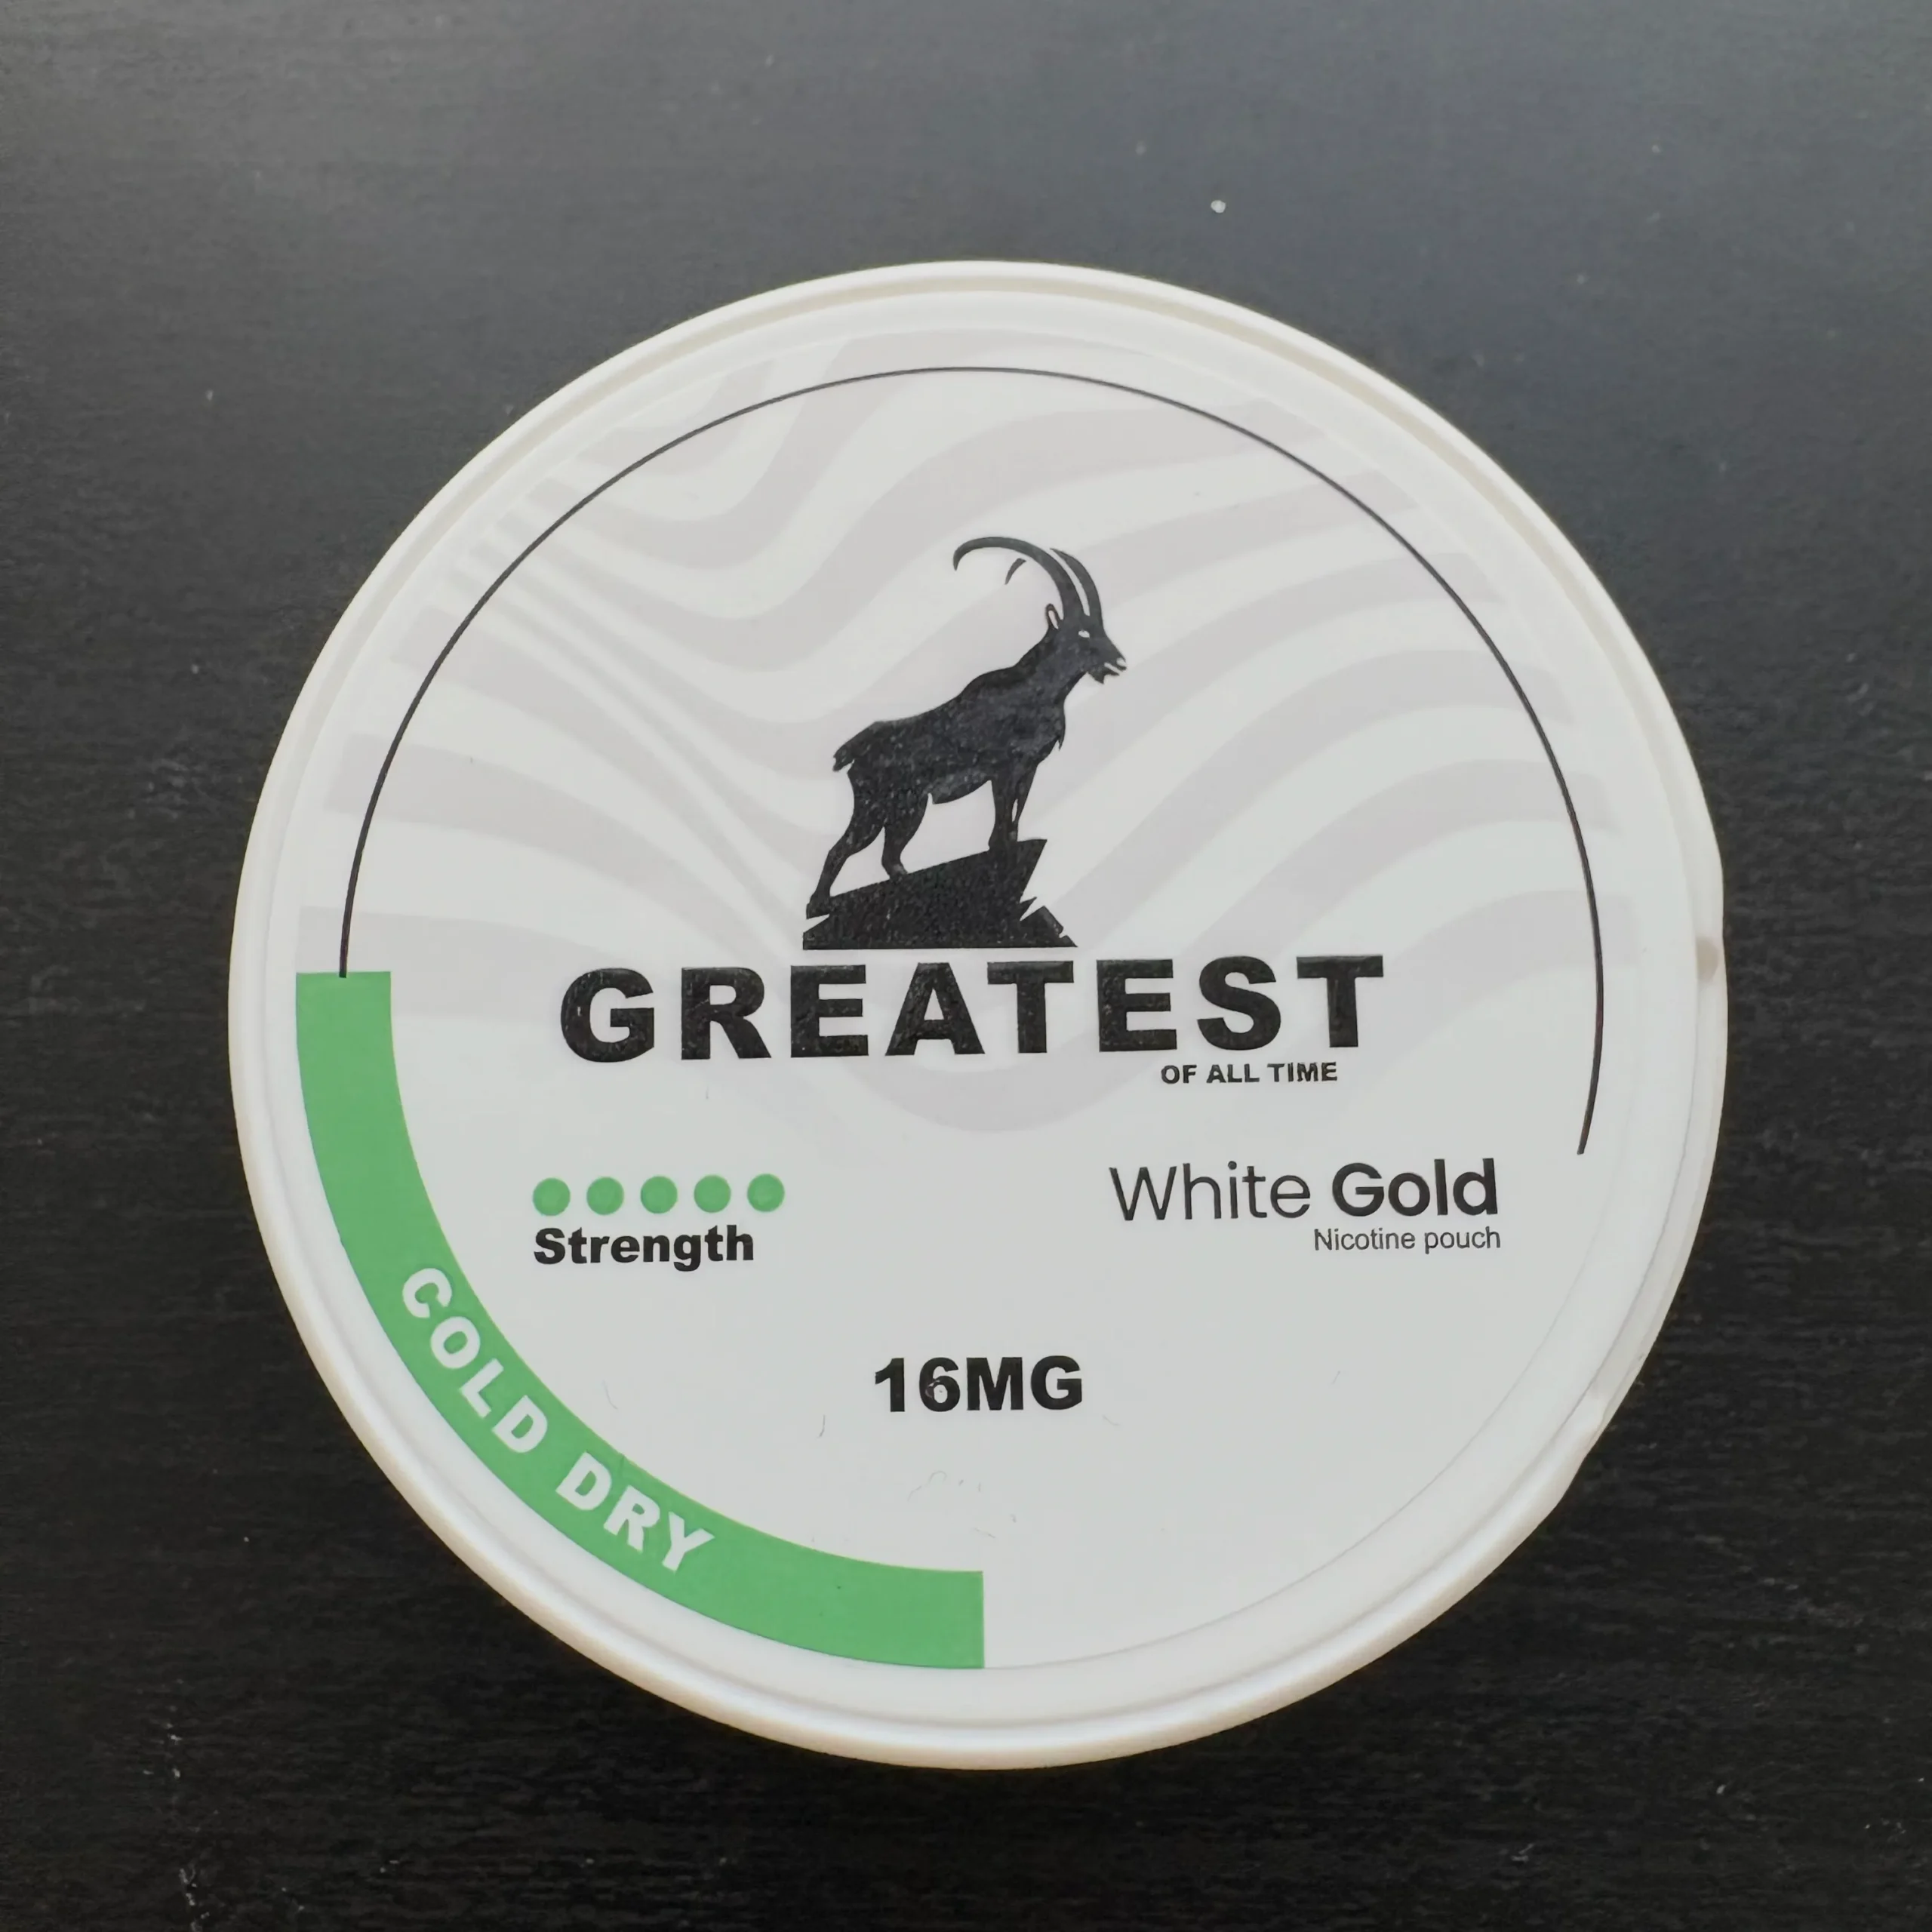 GREATEST
OF ALL TIME
Strength
White Gold
Nicotine pouch
16MG
COLD DRY